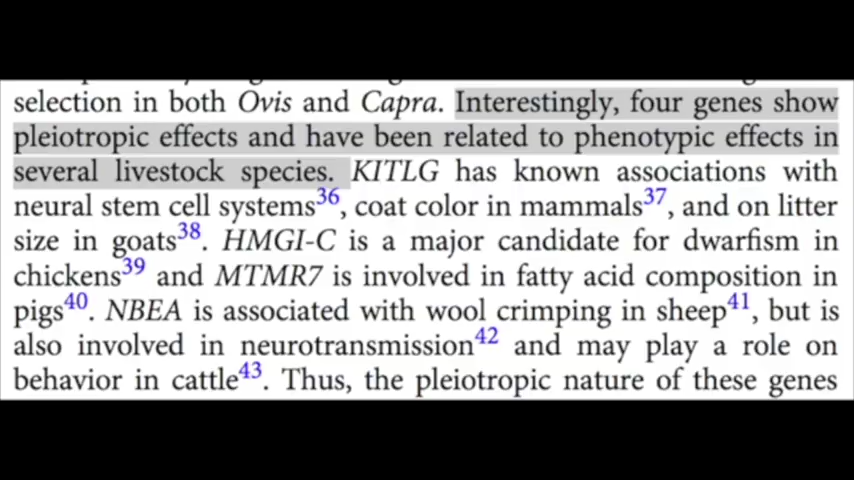 selection in both Ovis and Capra. Interestingly, four genes show
pleiotropic effects and have been related to phenotypic effects in
several livestock species. KITLG has known associations with
neural stem cell systems36, coat color in mammals37, and on litter
size in goats38. HMGI-C is a major candidate for dwarfism in
chickens39 and MTMR7 is involved in fatty acid composition in
pigs40. NBEA is associated with wool crimping in sheep41, but is
also involved in neurotransmission42 and may play a role on
behavior in cattle43. Thus, the pleiotropic nature of these genes